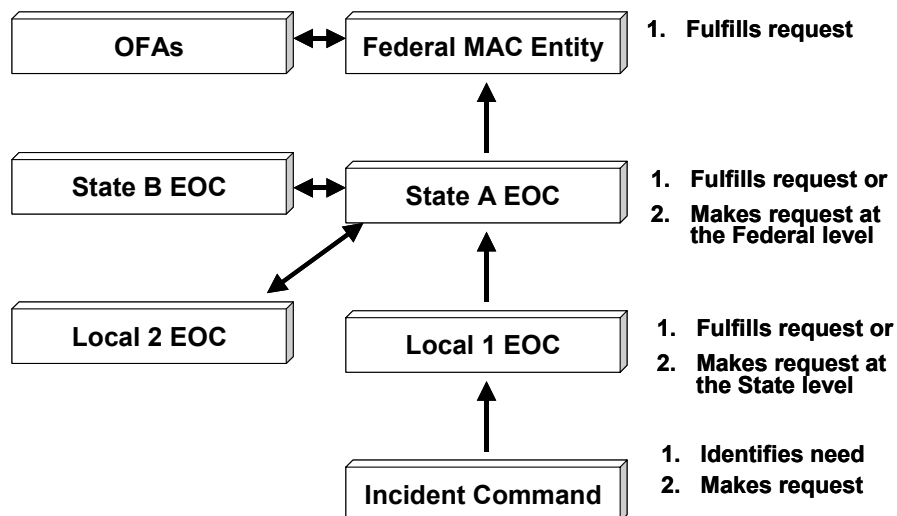 OFAs
Federal MAC Entity
1. Fulfills request
State B EOC
State A EOC
1. Fulfills request or
2. Makes request at
the Federal level
Local 2 EOC
Local 1 EOC
1. Fulfills request or
2. Makes request at
the State level
Incident Command
1. Identifies need
2. Makes request